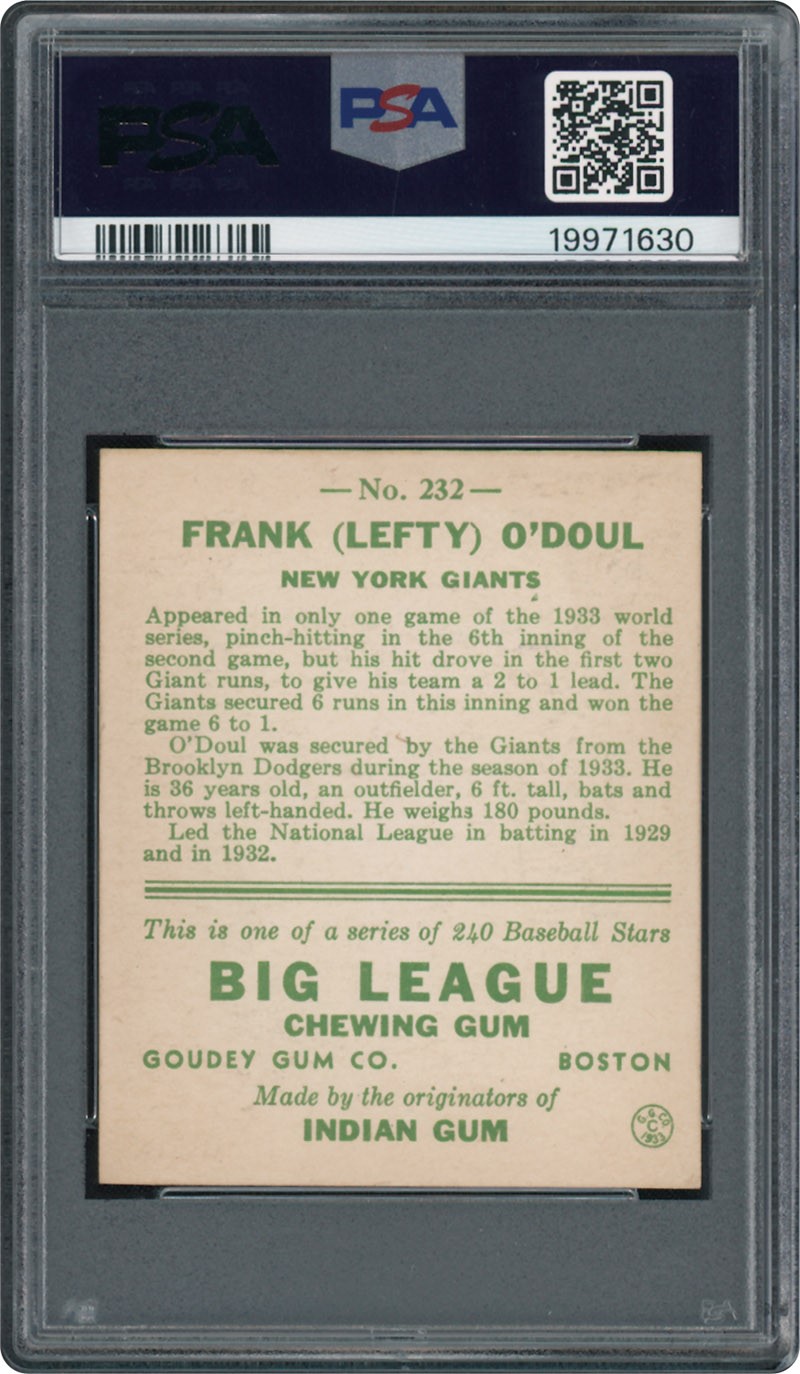 PSA
PSA
19971630
— No. 232 —
FRANK (LEFTY) O'DOUL
NEW YORK GIANTS
Appeared in only one game of the 1933 world
series, pinch-hitting in the 6th inning of the
second game, but his hit drove in the first two
Giant runs, to give his team a 2 to 1 lead. The
Giants secured 6 runs in this inning and won the
game 6 to 1.
O'Doul was secured by the Giants from the
Brooklyn Dodgers during the season of 1933. He
is 36 years old, an outfielder, 6 ft. tall, bats and
throws left-handed. He weighs 180 pounds.
Led the National League in batting in 1929
and in 1932.
This is one of a series of 240 Baseball Stars
BIG LEAGUE
CHEWING GUM
GOUDEY GUM CO. BOSTON
Made by the originators of
INDIAN GUM
G. G. CO.
C
1933
PSA